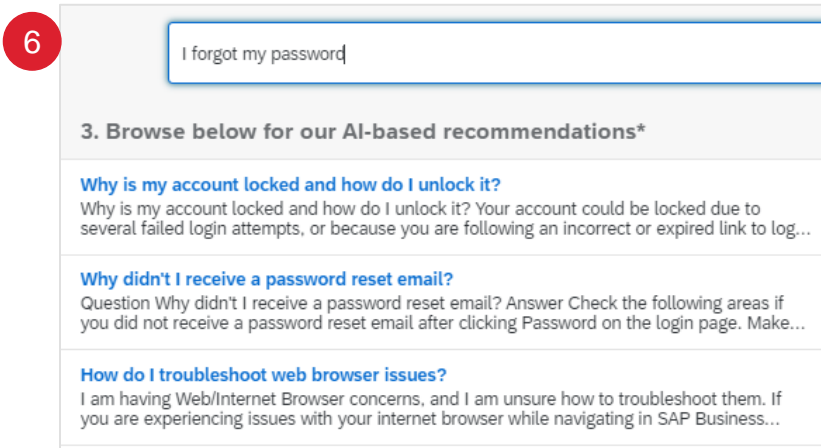 6
I forgot my password
3. Browse below for our AI-based recommendations*
Why is my account locked and how do I unlock it?
Why is my account locked and how do I unlock it? Your account could be locked due to
several failed login attempts, or because you are following an incorrect or expired link to log...
Why didn't I receive a password reset email?
Question Why didn't I receive a password reset email? Answer Check the following areas if
you did not receive a password reset email after clicking Password on the login page. Make...
How do I troubleshoot web browser issues?
I am having Web/Internet Browser concerns, and I am unsure how to troubleshoot them. If
you are experiencing issues with your internet browser while navigating in SAP Business...